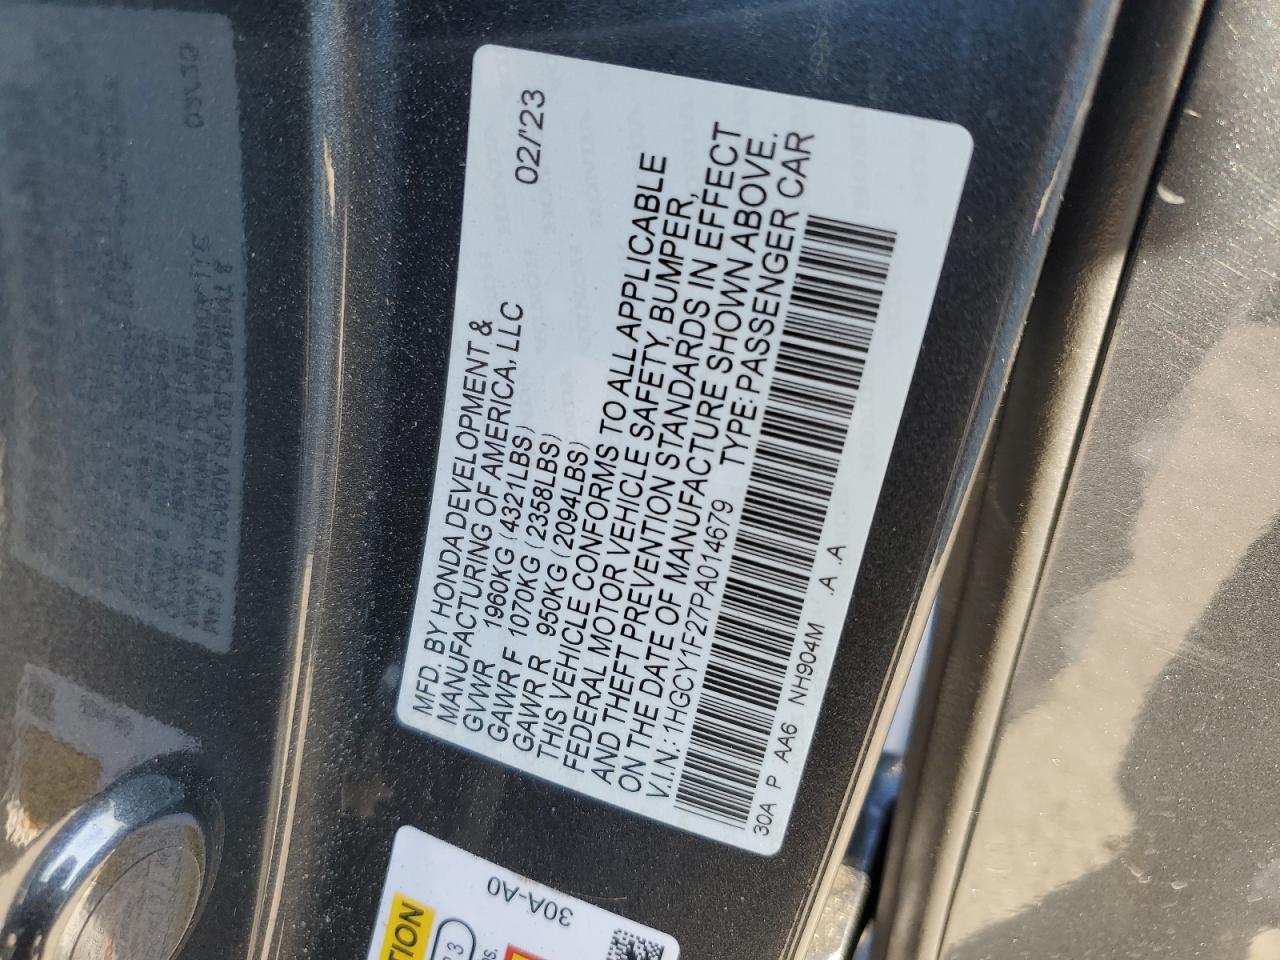 MFD. BY HONDA DEVELOPMENT &
MANUFACTURING OF AMERICA, LLC 02/'23
GVWR 1960KG (4321LBS)
GAWR F 1070KG (2358LBS)
GAWR R 950KG (2094LBS)
THIS VEHICLE CONFORMS TO ALL APPLICABLE
FEDERAL MOTOR VEHICLE SAFETY, BUMPER,
AND THEFT PREVENTION STANDARDS IN EFFECT
ON THE DATE OF MANUFACTURE SHOWN ABOVE.
V.I.N.: 1HGCY1F27PA014679 TYPE: PASSENGER CAR
30A P AA6 NH904M .A .A
30A-A0